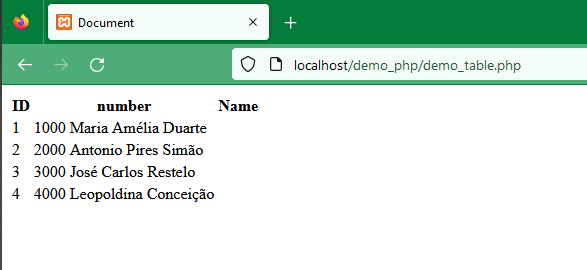 Document
localhost/demo_php/demo_table.php
ID number Name
1 1000 Maria Amélia Duarte
2 2000 Antonio Pires Simão
3 3000 José Carlos Restelo
4 4000 Leopoldina Conceição